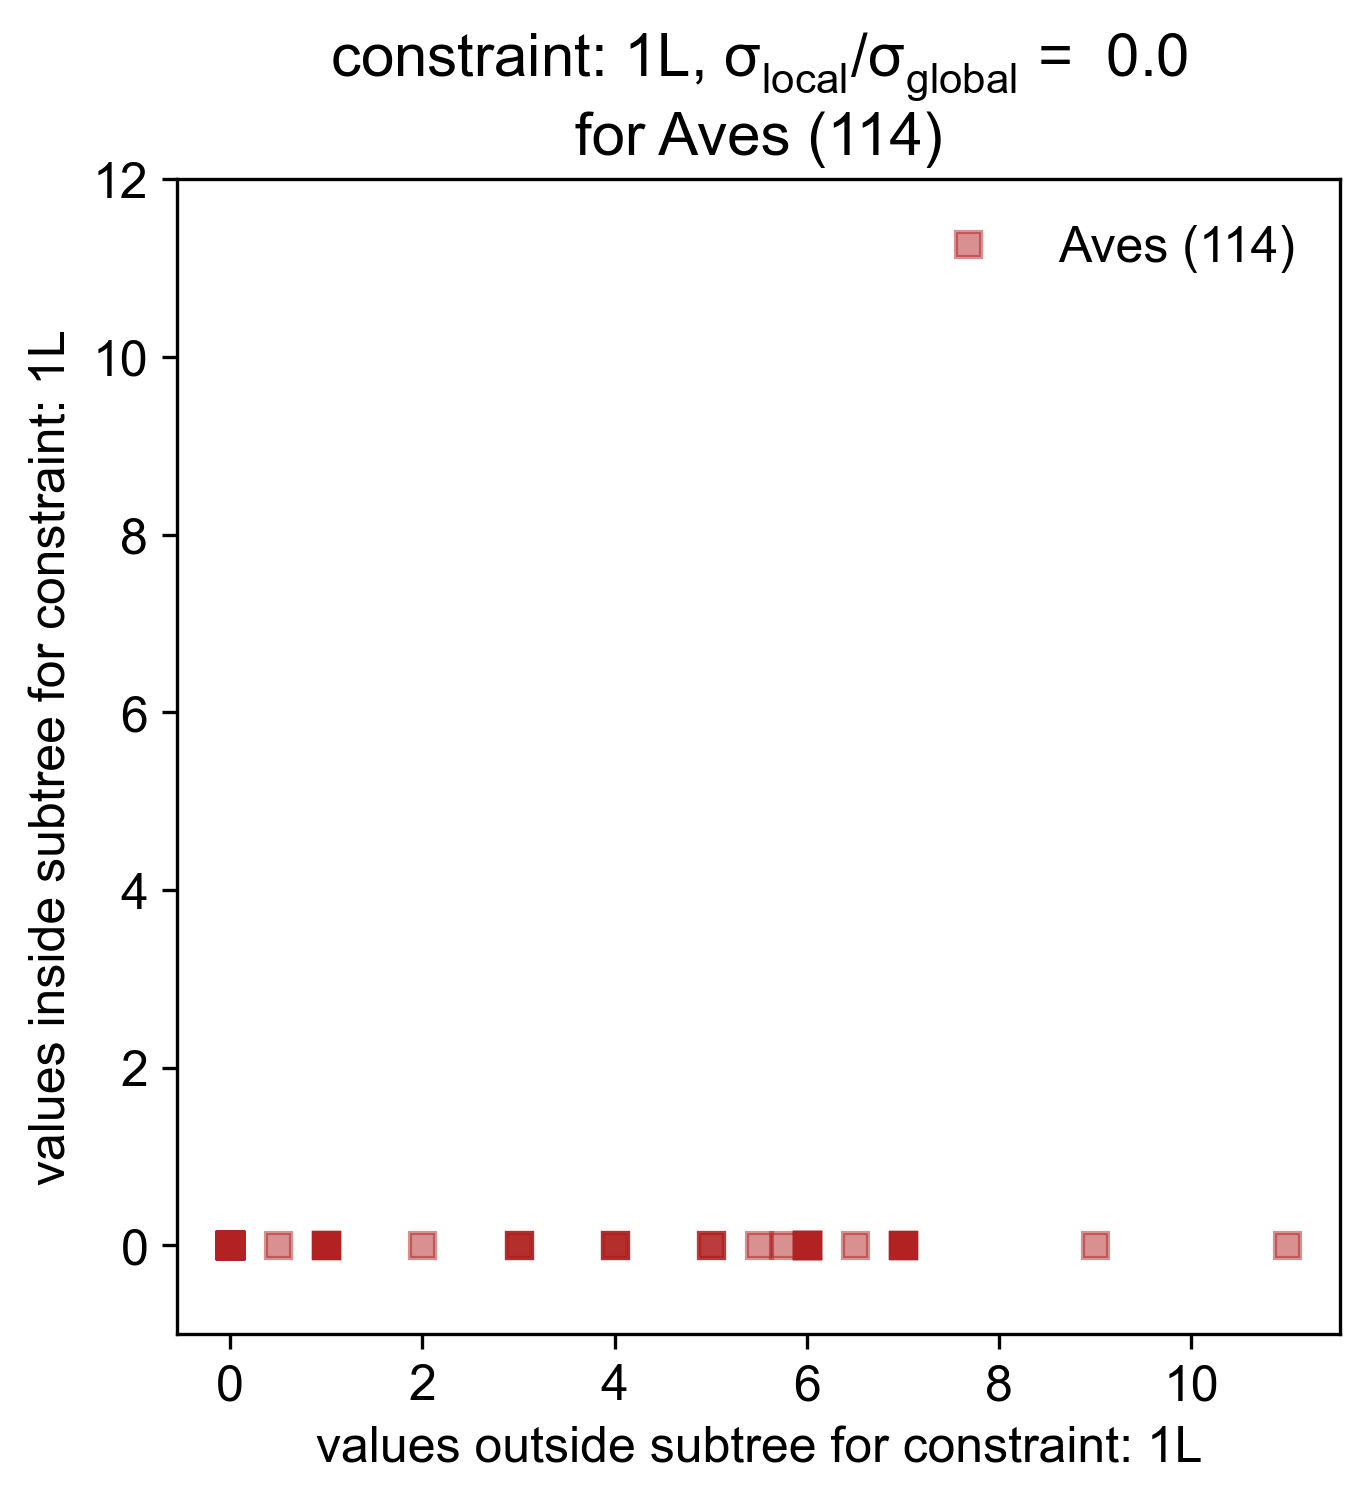 constraint: 1L, σlocal/σglobal = 0.0
for Aves (114)
12
10
8
6
4
2
0
Aves (114)
values inside subtree for constraint: 1L
0 2 4 6 8 10
values outside subtree for constraint: 1L